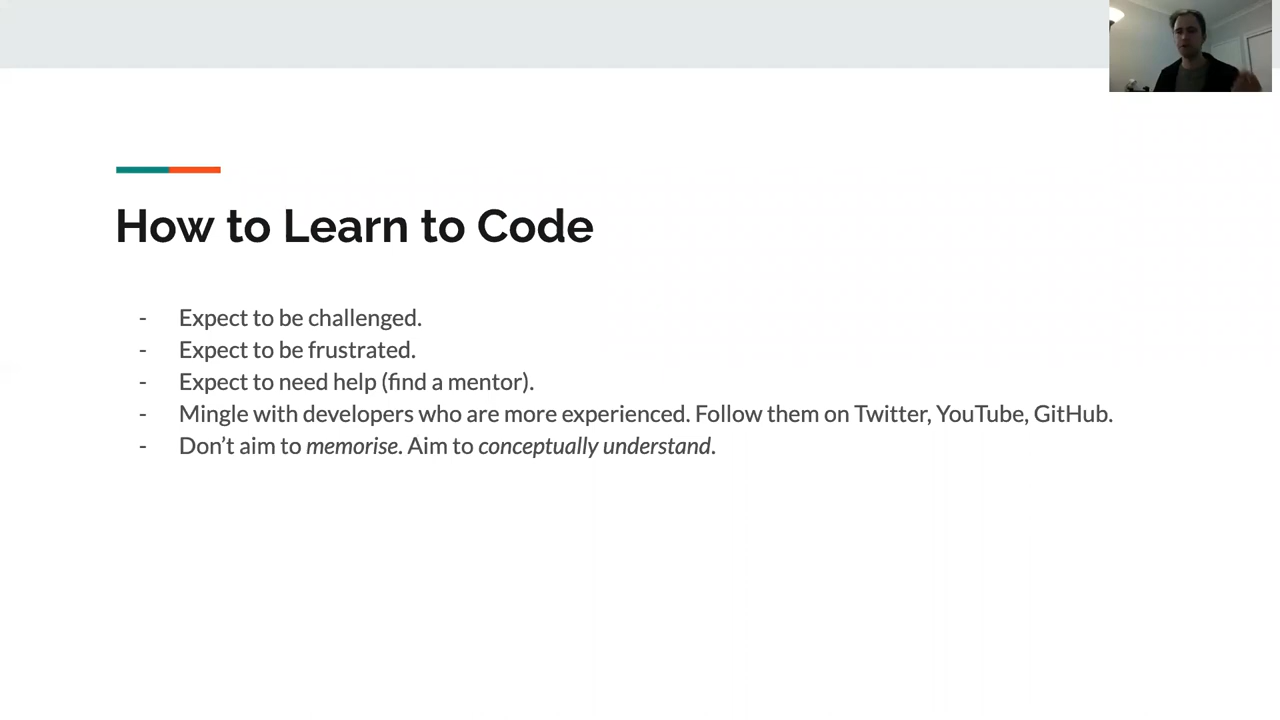 How to Learn to Code
- Expect to be challenged.
- Expect to be frustrated.
- Expect to need help (find a mentor).
- Mingle with developers who are more experienced. Follow them on Twitter, YouTube, GitHub.
- Don’t aim to memorise. Aim to conceptually understand.